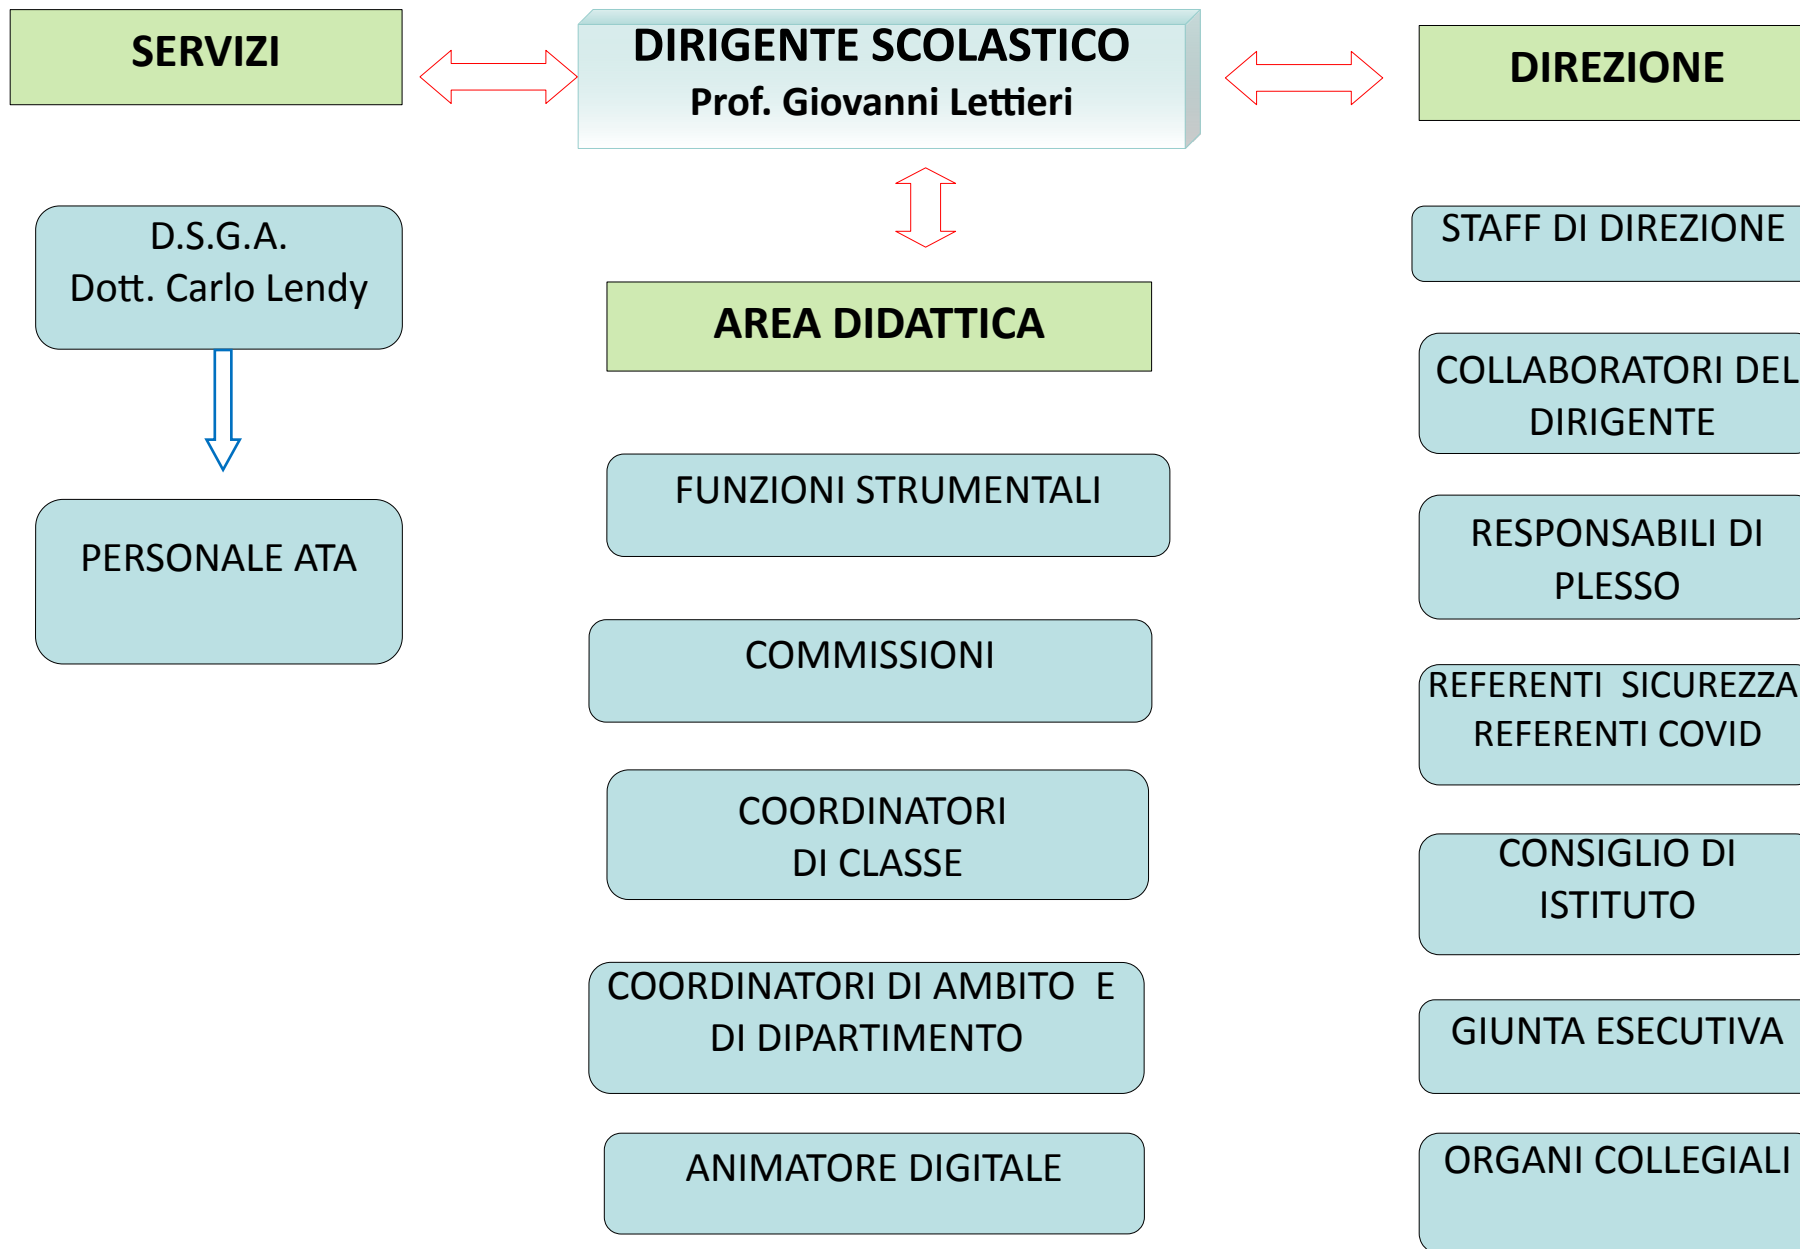 SERVIZI
DIRIGENTE SCOLASTICO
Prof. Giovanni Lettieri
DIREZIONE
D.S.G.A.
Dott. Carlo Lendy
PERSONALE ATA
AREA DIDATTICA
FUNZIONI STRUMENTALI
COMMISSIONI
COORDINATORI
DI CLASSE
COORDINATORI DI AMBITO E
DI DIPARTIMENTO
ANIMATORE DIGITALE
STAFF DI DIREZIONE
COLLABORATORI DEL
DIRIGENTE
RESPONSABILI DI
PLESSO
REFERENTI SICUREZZA
REFERENTI COVID
CONSIGLIO DI
ISTITUTO
GIUNTA ESECUTIVA
ORGANI COLLEGIALI